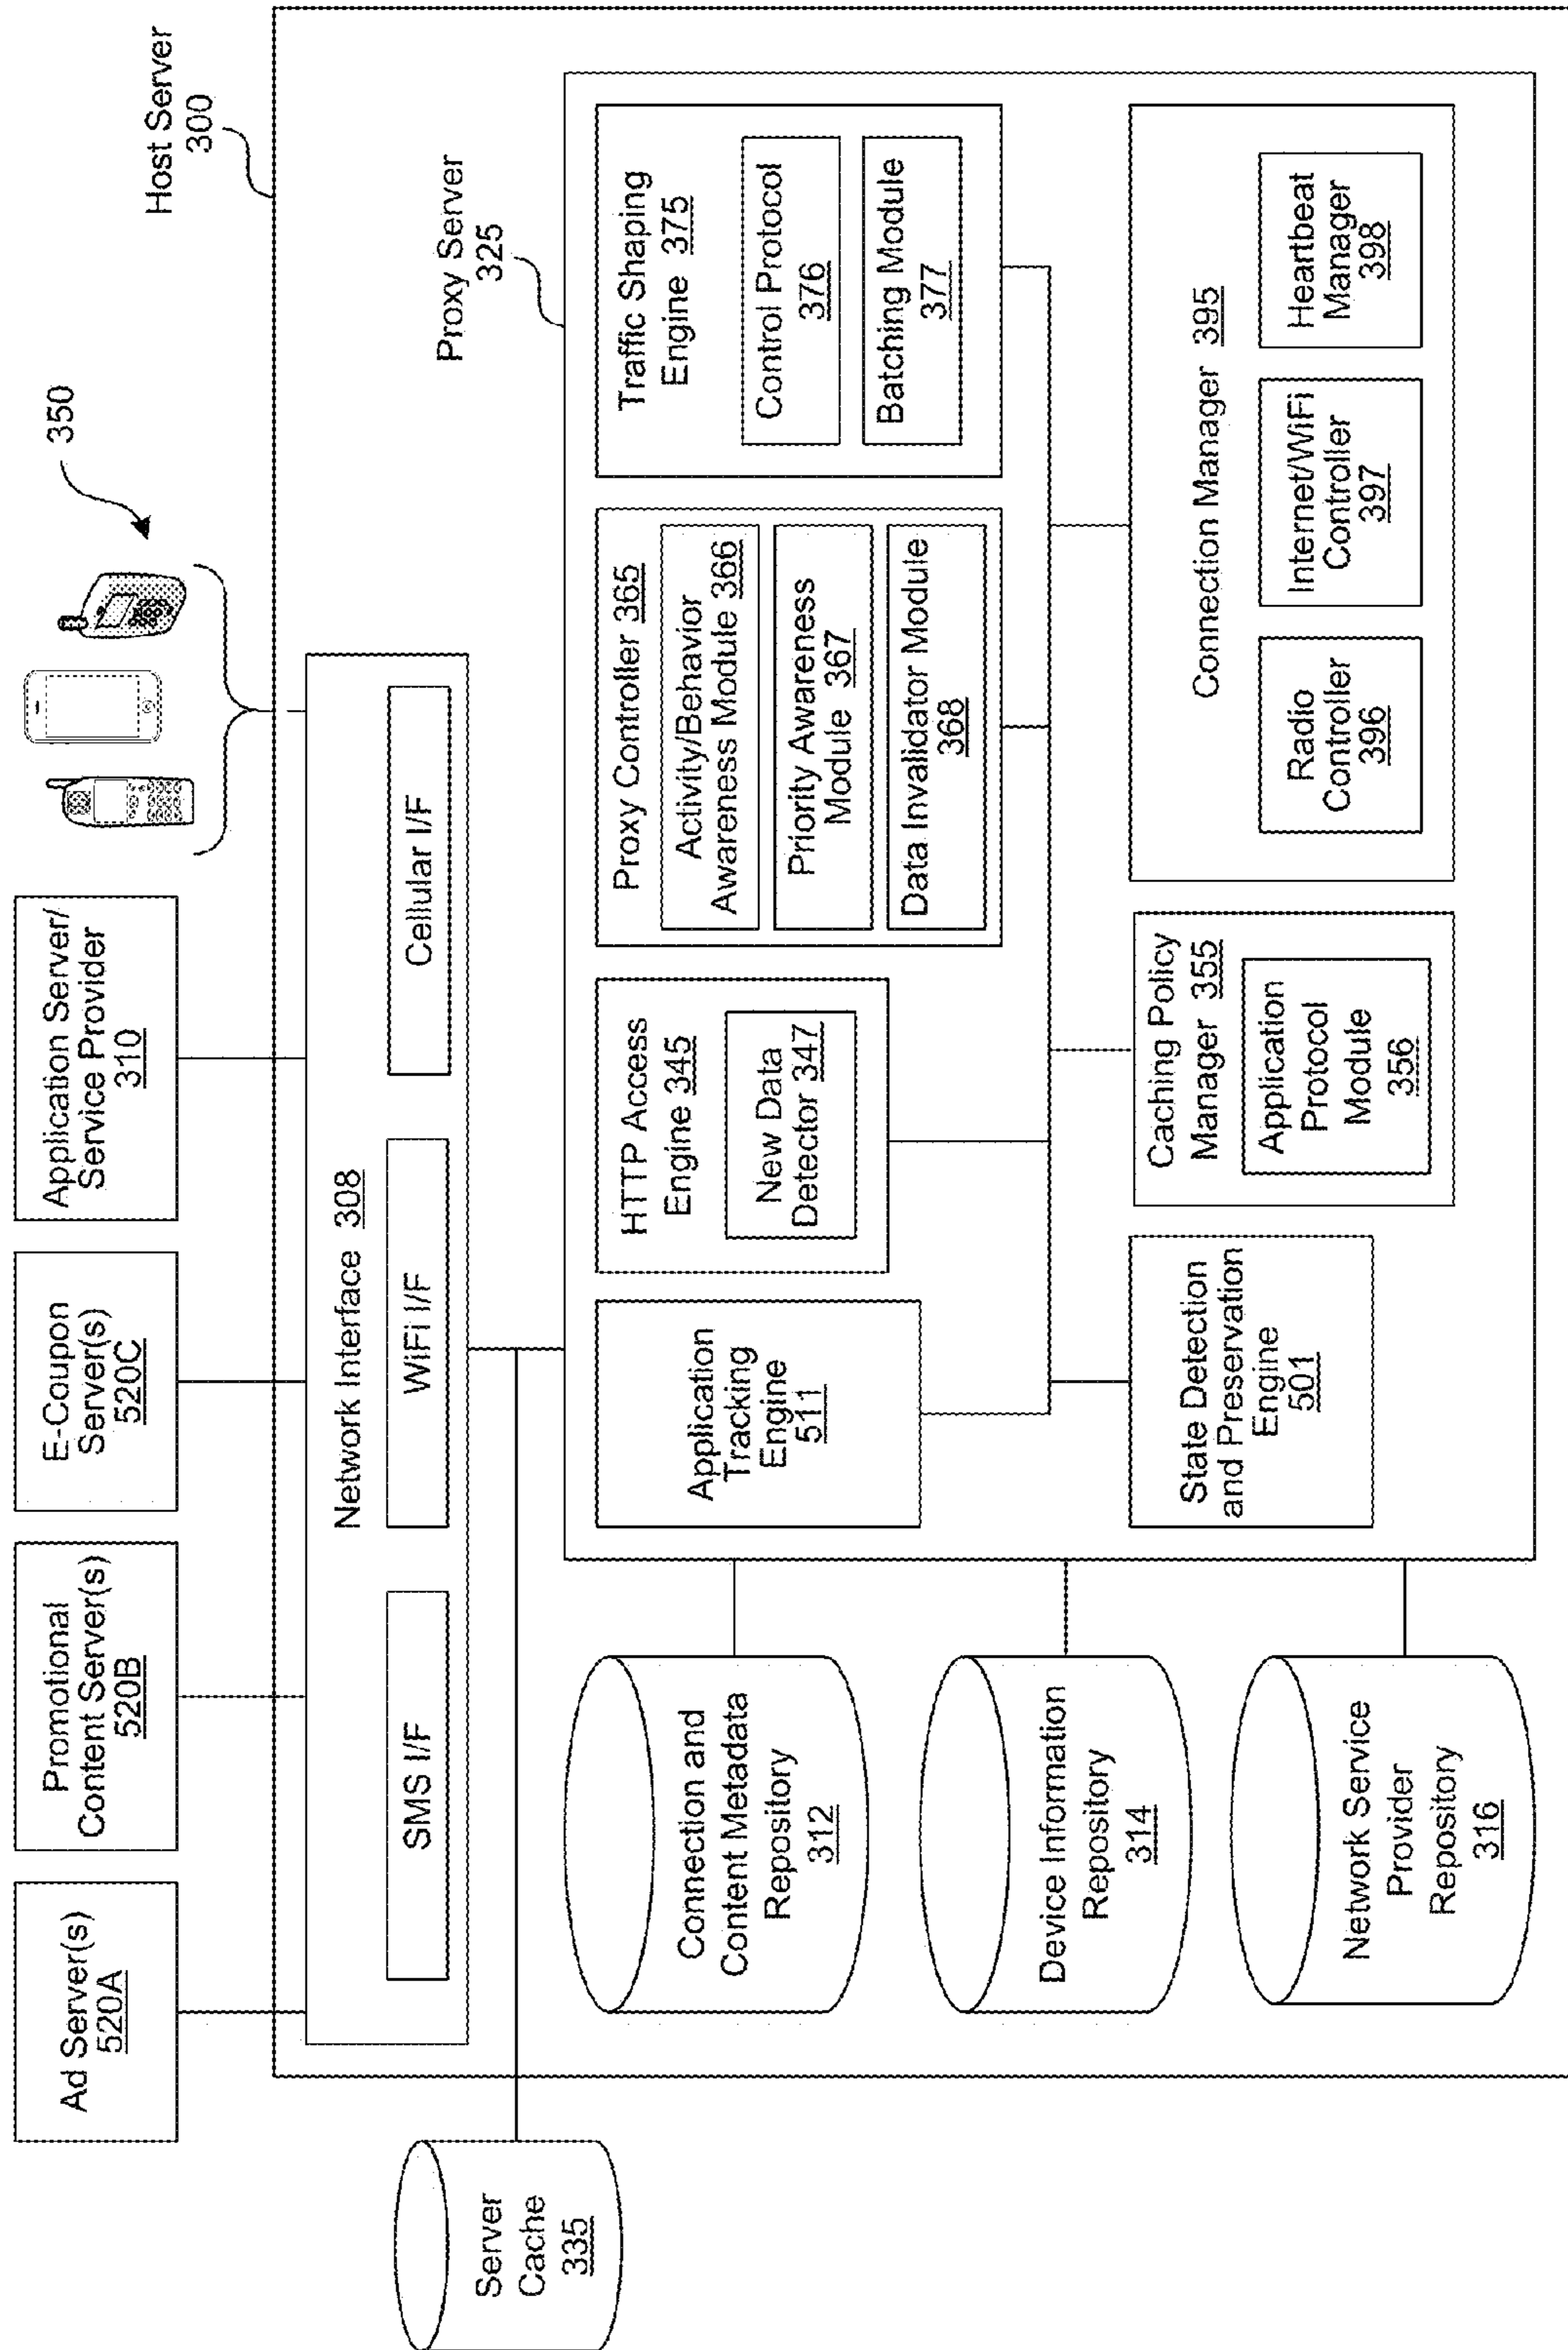 Ad Server(s)
520A
Promotional
Content Server(s)
520B
E-Coupon
Server(s)
520C
Application Server/
Service Provider
310
350
Host Server
300
Server
Cache
335
Network Interface 308
SMS I/F
WiFi I/F
Cellular I/F
Proxy Server
325
Connection and
Content Metadata
Repository
312
Device Information
Repository
314
Network Service
Provider
Repository
316
Application
Tracking
Engine
511
HTTP Access
Engine 345
New Data
Detector 347
Proxy Controller 365
Activity/Behavior
Awareness Module 366
Priority Awareness
Module 367
Data Invalidator Module
368
Traffic Shaping
Engine 375
Control Protocol
376
Batching Module
377
State Detection
and Preservation
Engine
501
Caching Policy
Manager 355
Application
Protocol
Module
356
Connection Manager 395
Radio
Controller
396
Internet/WiFi
Controller
397
Heartbeat
Manager
398